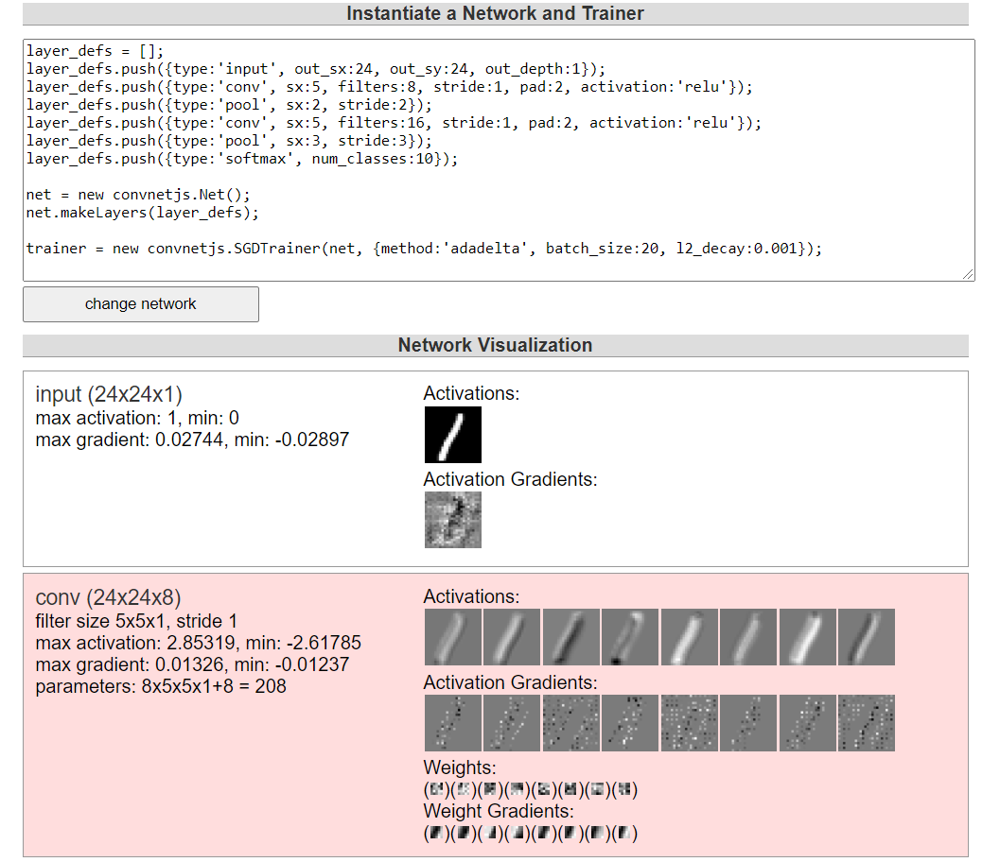 Instantiate a Network and Trainer
layer_defs = [];
layer_defs.push({type:'input', out_sx:24, out_sy:24, out_depth:1});
layer_defs.push({type:'conv', sx:5, filters:8, stride:1, pad:2, activation:'relu'});
layer_defs.push({type:'pool', sx:2, stride:2});
layer_defs.push({type:'conv', sx:5, filters:16, stride:1, pad:2, activation:'relu'});
layer_defs.push({type:'pool', sx:3, stride:3});
layer_defs.push({type:'softmax', num_classes:10});
net = new convnetjs.Net();
net.makeLayers(layer_defs);
trainer = new convnetjs.SGDTrainer(net, {method:'adadelta', batch_size:20, l2_decay:0.001});
change network
Network Visualization
input (24x24x1)
max activation: 1, min: 0
max gradient: 0.02744, min: -0.02897
Activations:
Activation Gradients:
conv (24x24x8)
filter size 5x5x1, stride 1
max activation: 2.85319, min: -2.61785
max gradient: 0.01326, min: -0.01237
parameters: 8x5x5x1+8 = 208
Activations:
Activation Gradients:
Weights:
( )( )( )( )( )( )( )( )
Weight Gradients:
( )( )( )( )( )( )( )( )